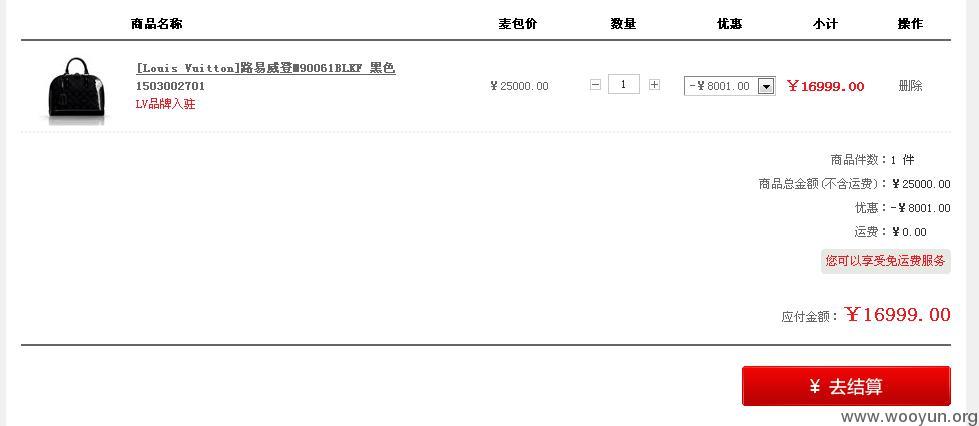 商品名称 麦包价 数量 优惠 小计 操作
[Louis Vuitton]路易威登M90061BLKF 黑色
1503002701
LV品牌入驻
￥25000.00 1 -￥8001.00 ￥16999.00 删除
商品件数：1 件
商品总金额(不含运费)：￥25000.00
优惠：-￥8001.00
运费：￥0.00
您可以享受免运费服务
应付金额：￥16999.00
￥ 去结算
www.wooyun.org